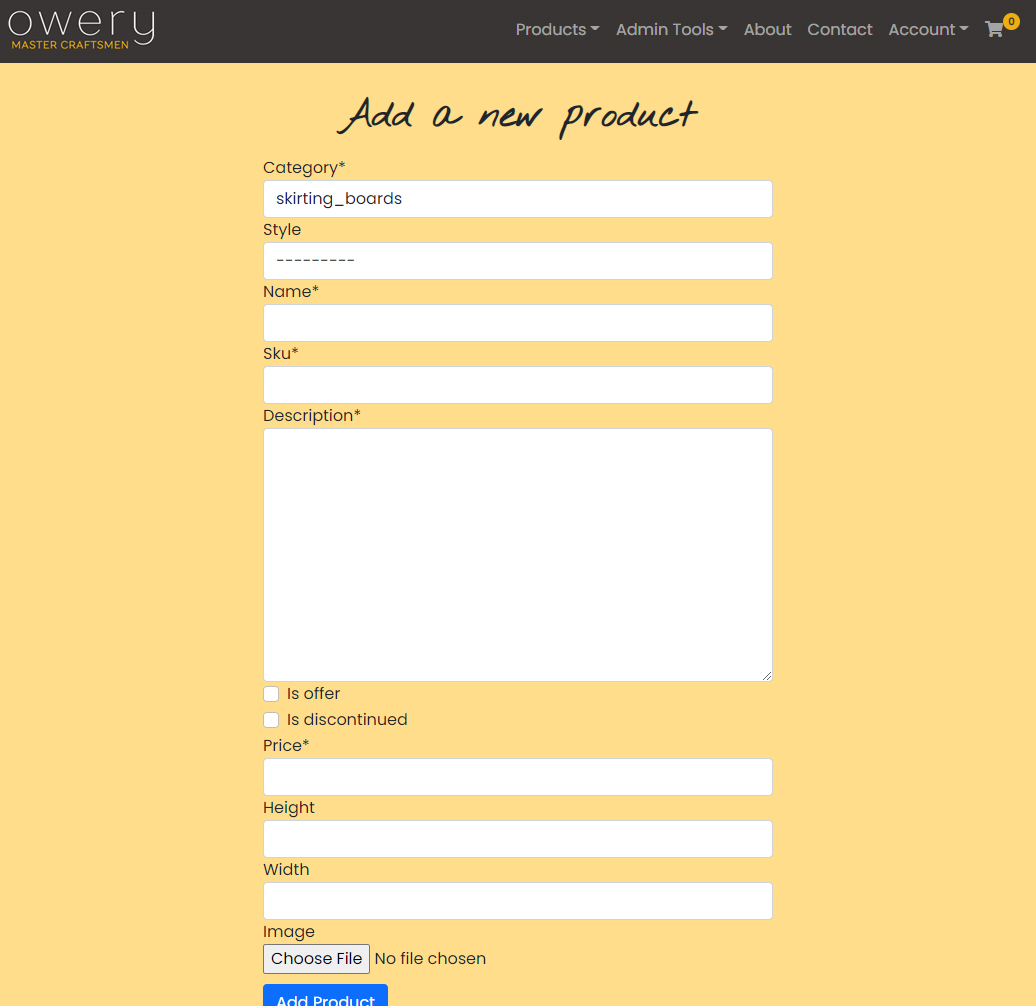 owery
MASTER CRAFTSMEN
Products Admin Tools About Contact Account 0
Add a new product
Category*
skirting_boards
Style
---------
Name*
Sku*
Description*
Is offer
Is discontinued
Price*
Height
Width
Image
Choose File No file chosen
Add Product